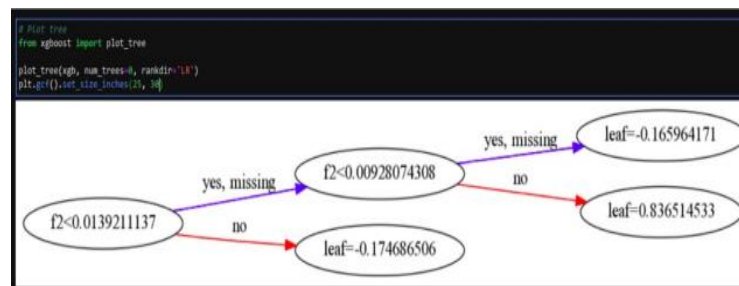 # Plot tree
from xgboost import plot_tree
plot_tree(xgb, num_trees=0, rankdir='LR')
plt.gcf().set_size_inches(25, 30)
leaf=-0.165964171
yes, missing
f2<0.00928074308
yes, missing
no
leaf=0.836514533
f2<0.0139211137
no
leaf=-0.174686506